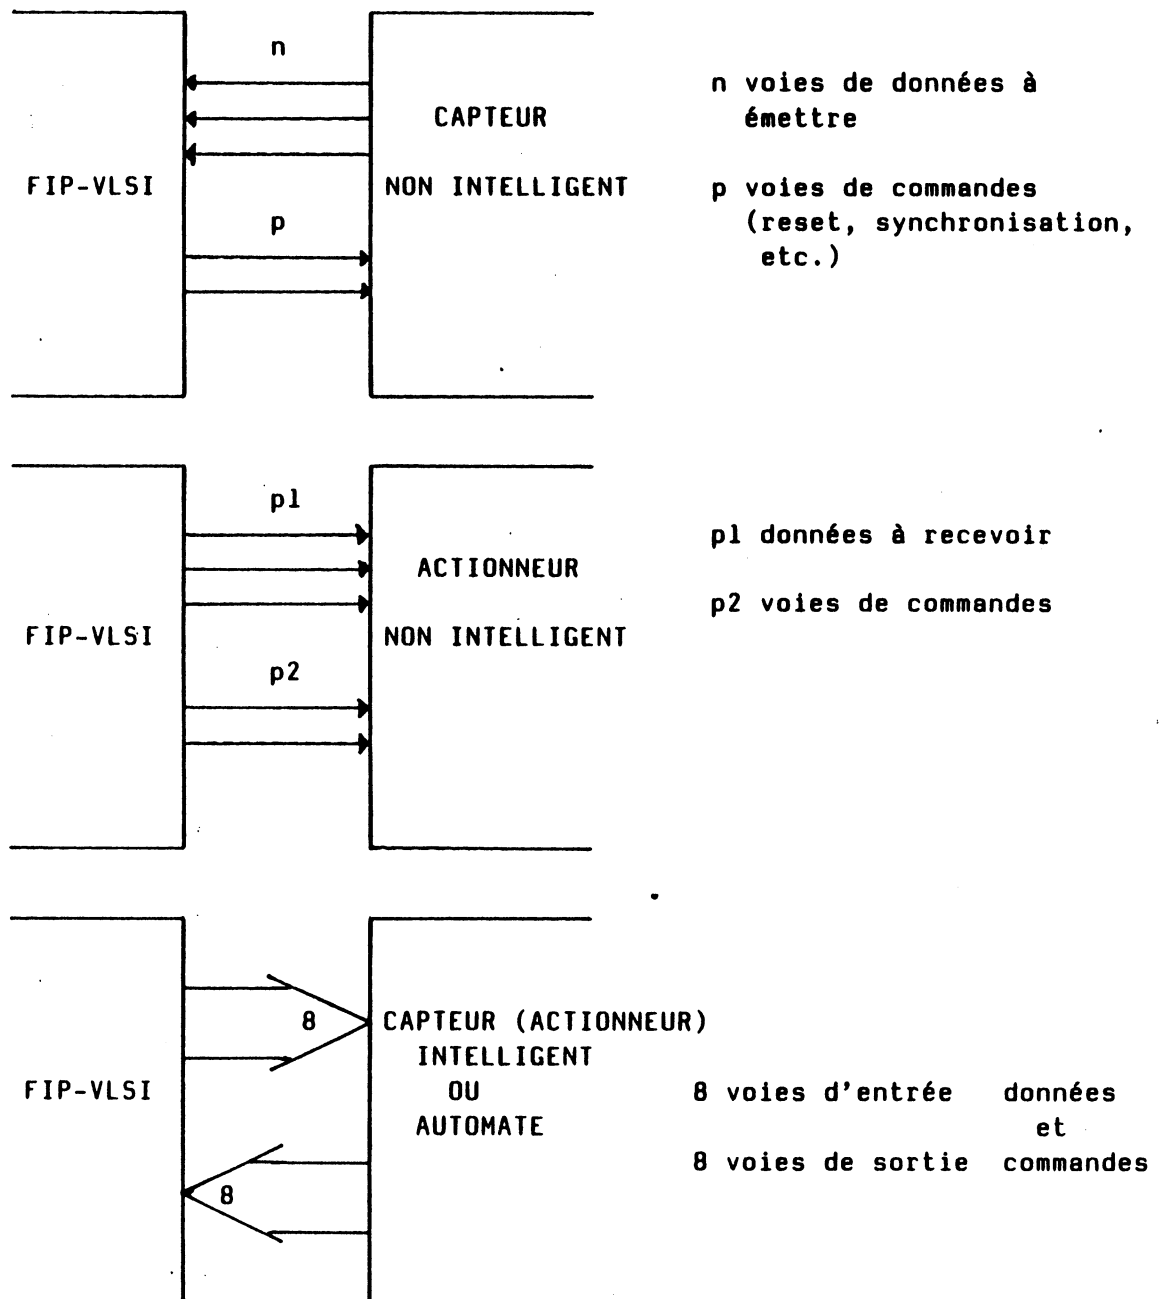 n
n voies de données à
émettre
CAPTEUR
FIP-VLSI
NON INTELLIGENT
p voies de commandes
(reset, synchronisation,
etc.)
p
p1
p1 données à recevoir
ACTIONNEUR
p2 voies de commandes
FIP-VLSI
NON INTELLIGENT
p2
8
CAPTEUR (ACTIONNEUR)
INTELLIGENT
OU
AUTOMATE
FIP-VLSI
8 voies d'entrée données
et
8 voies de sortie commandes
8